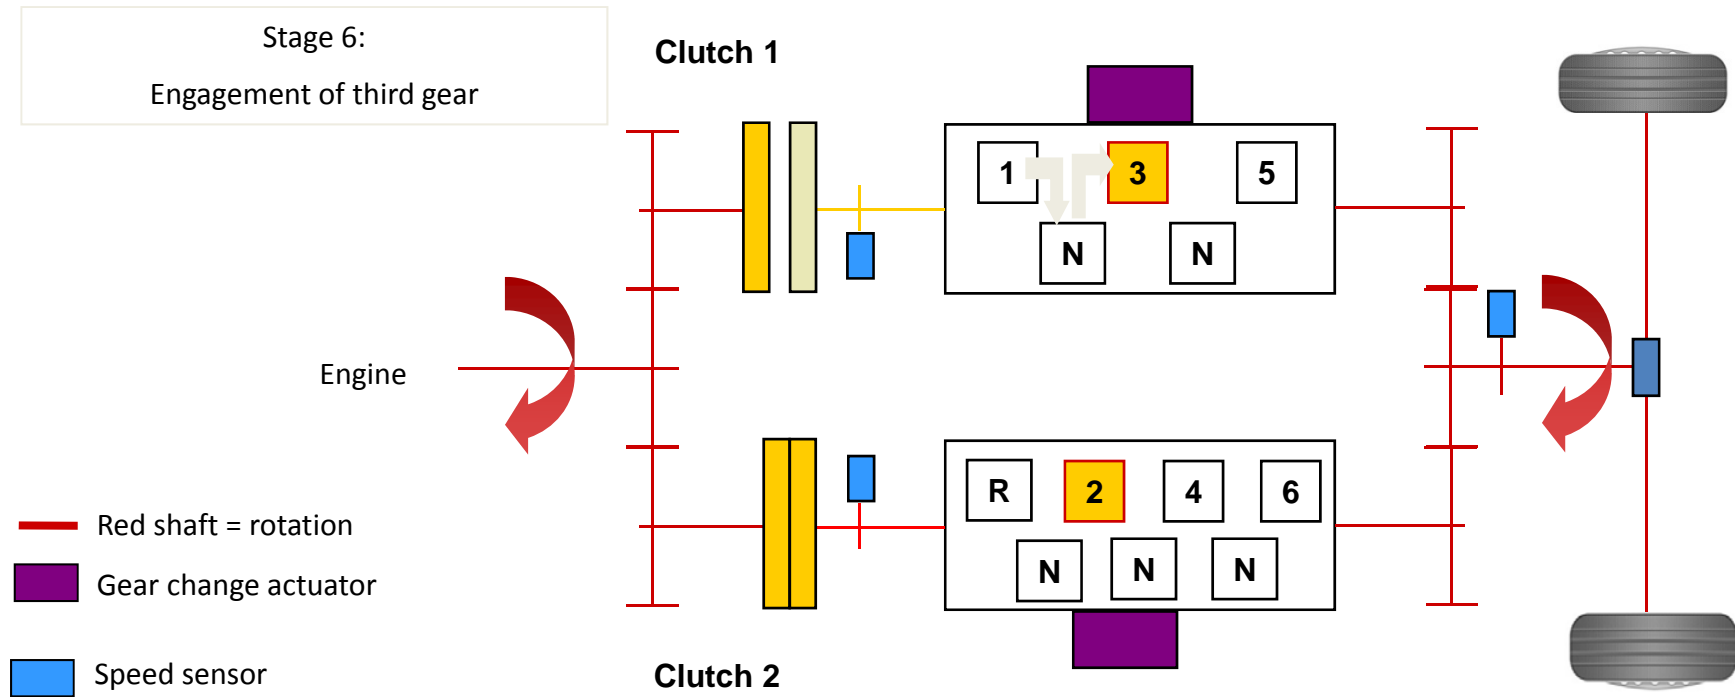 Stage 6:
Engagement of third gear
Clutch 1
1
3
5
N
N
Engine
R
2
4
6
N
N
N
Red shaft = rotation
Gear change actuator
Speed sensor
Clutch 2